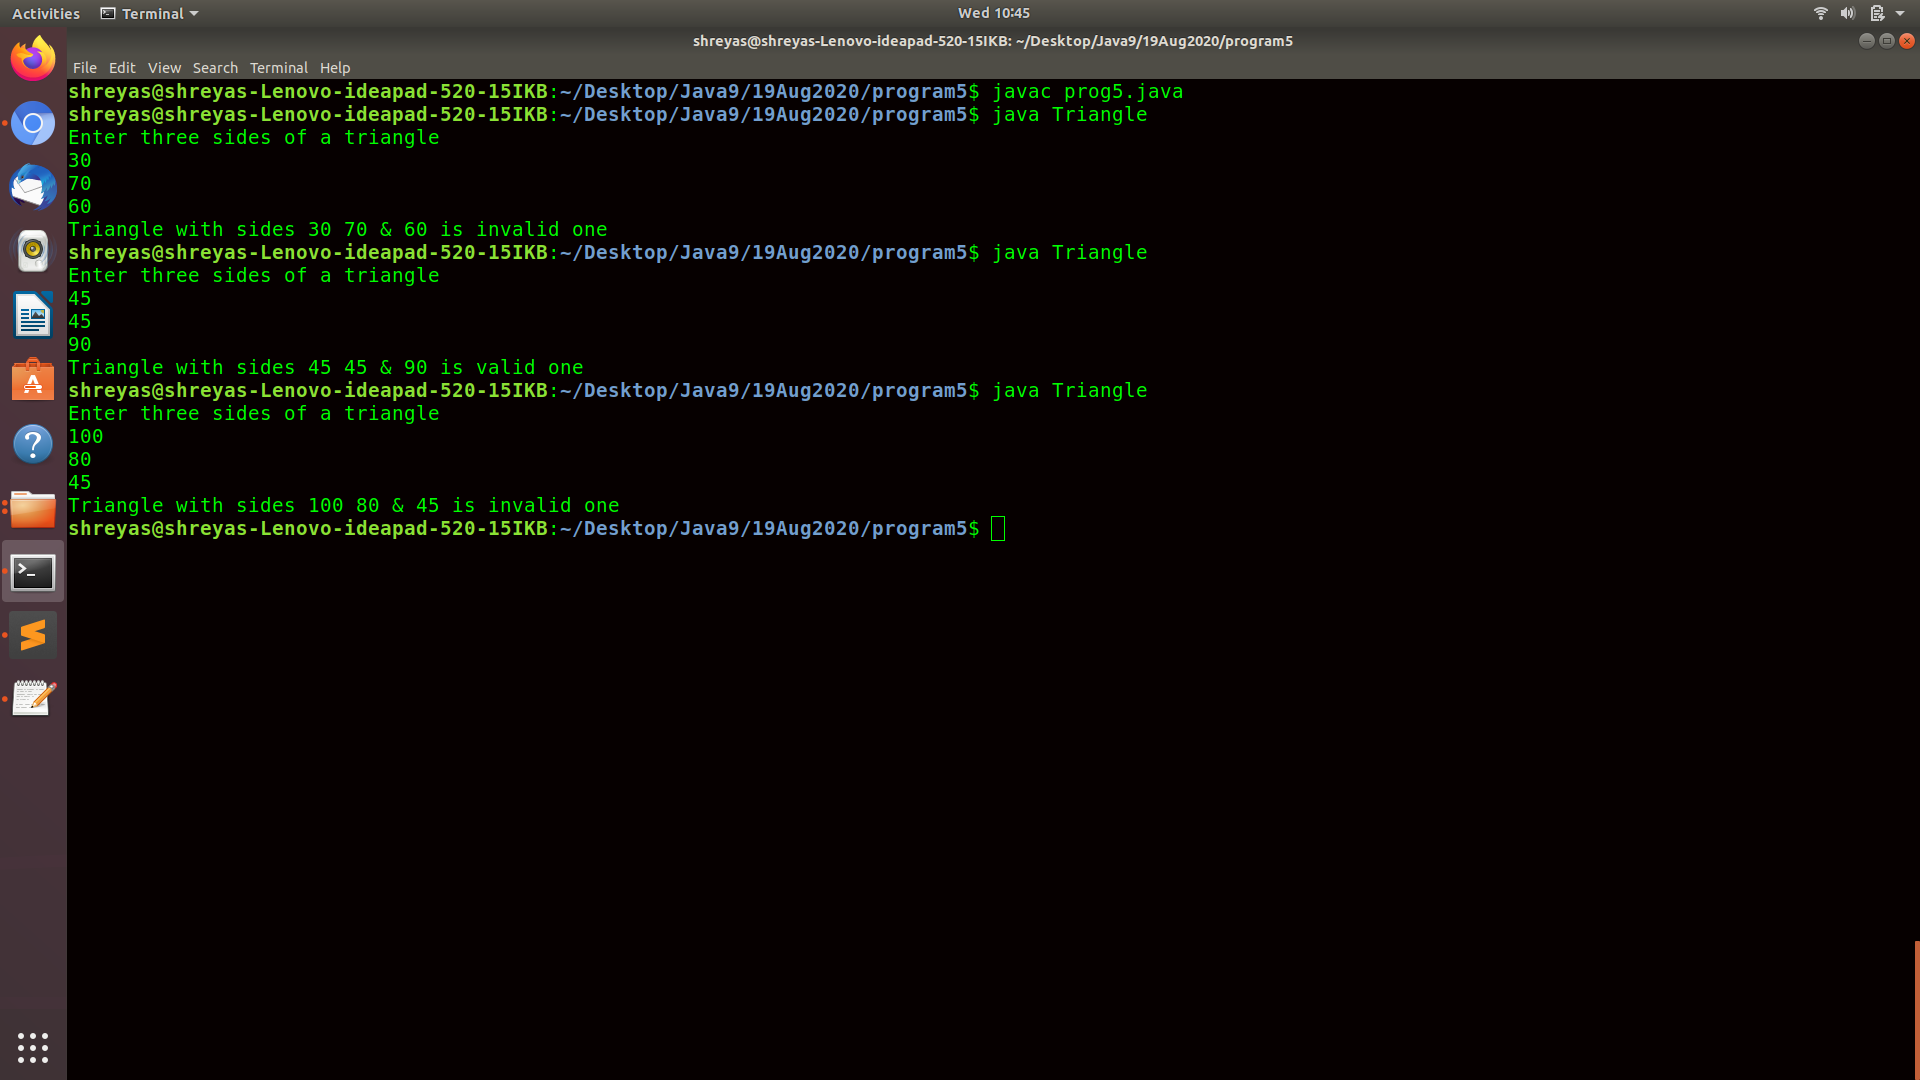 Activities
Terminal
Wed 10:45
shreyas@shreyas-Lenovo-ideapad-520-15IKB: ~/Desktop/Java9/19Aug2020/program5
File Edit View Search Terminal Help
shreyas@shreyas-Lenovo-ideapad-520-15IKB:~/Desktop/Java9/19Aug2020/program5$ javac prog5.java
shreyas@shreyas-Lenovo-ideapad-520-15IKB:~/Desktop/Java9/19Aug2020/program5$ java Triangle
Enter three sides of a triangle
30
70
60
Triangle with sides 30 70 & 60 is invalid one
shreyas@shreyas-Lenovo-ideapad-520-15IKB:~/Desktop/Java9/19Aug2020/program5$ java Triangle
Enter three sides of a triangle
45
45
90
Triangle with sides 45 45 & 90 is valid one
shreyas@shreyas-Lenovo-ideapad-520-15IKB:~/Desktop/Java9/19Aug2020/program5$ java Triangle
Enter three sides of a triangle
100
80
45
Triangle with sides 100 80 & 45 is invalid one
shreyas@shreyas-Lenovo-ideapad-520-15IKB:~/Desktop/Java9/19Aug2020/program5$